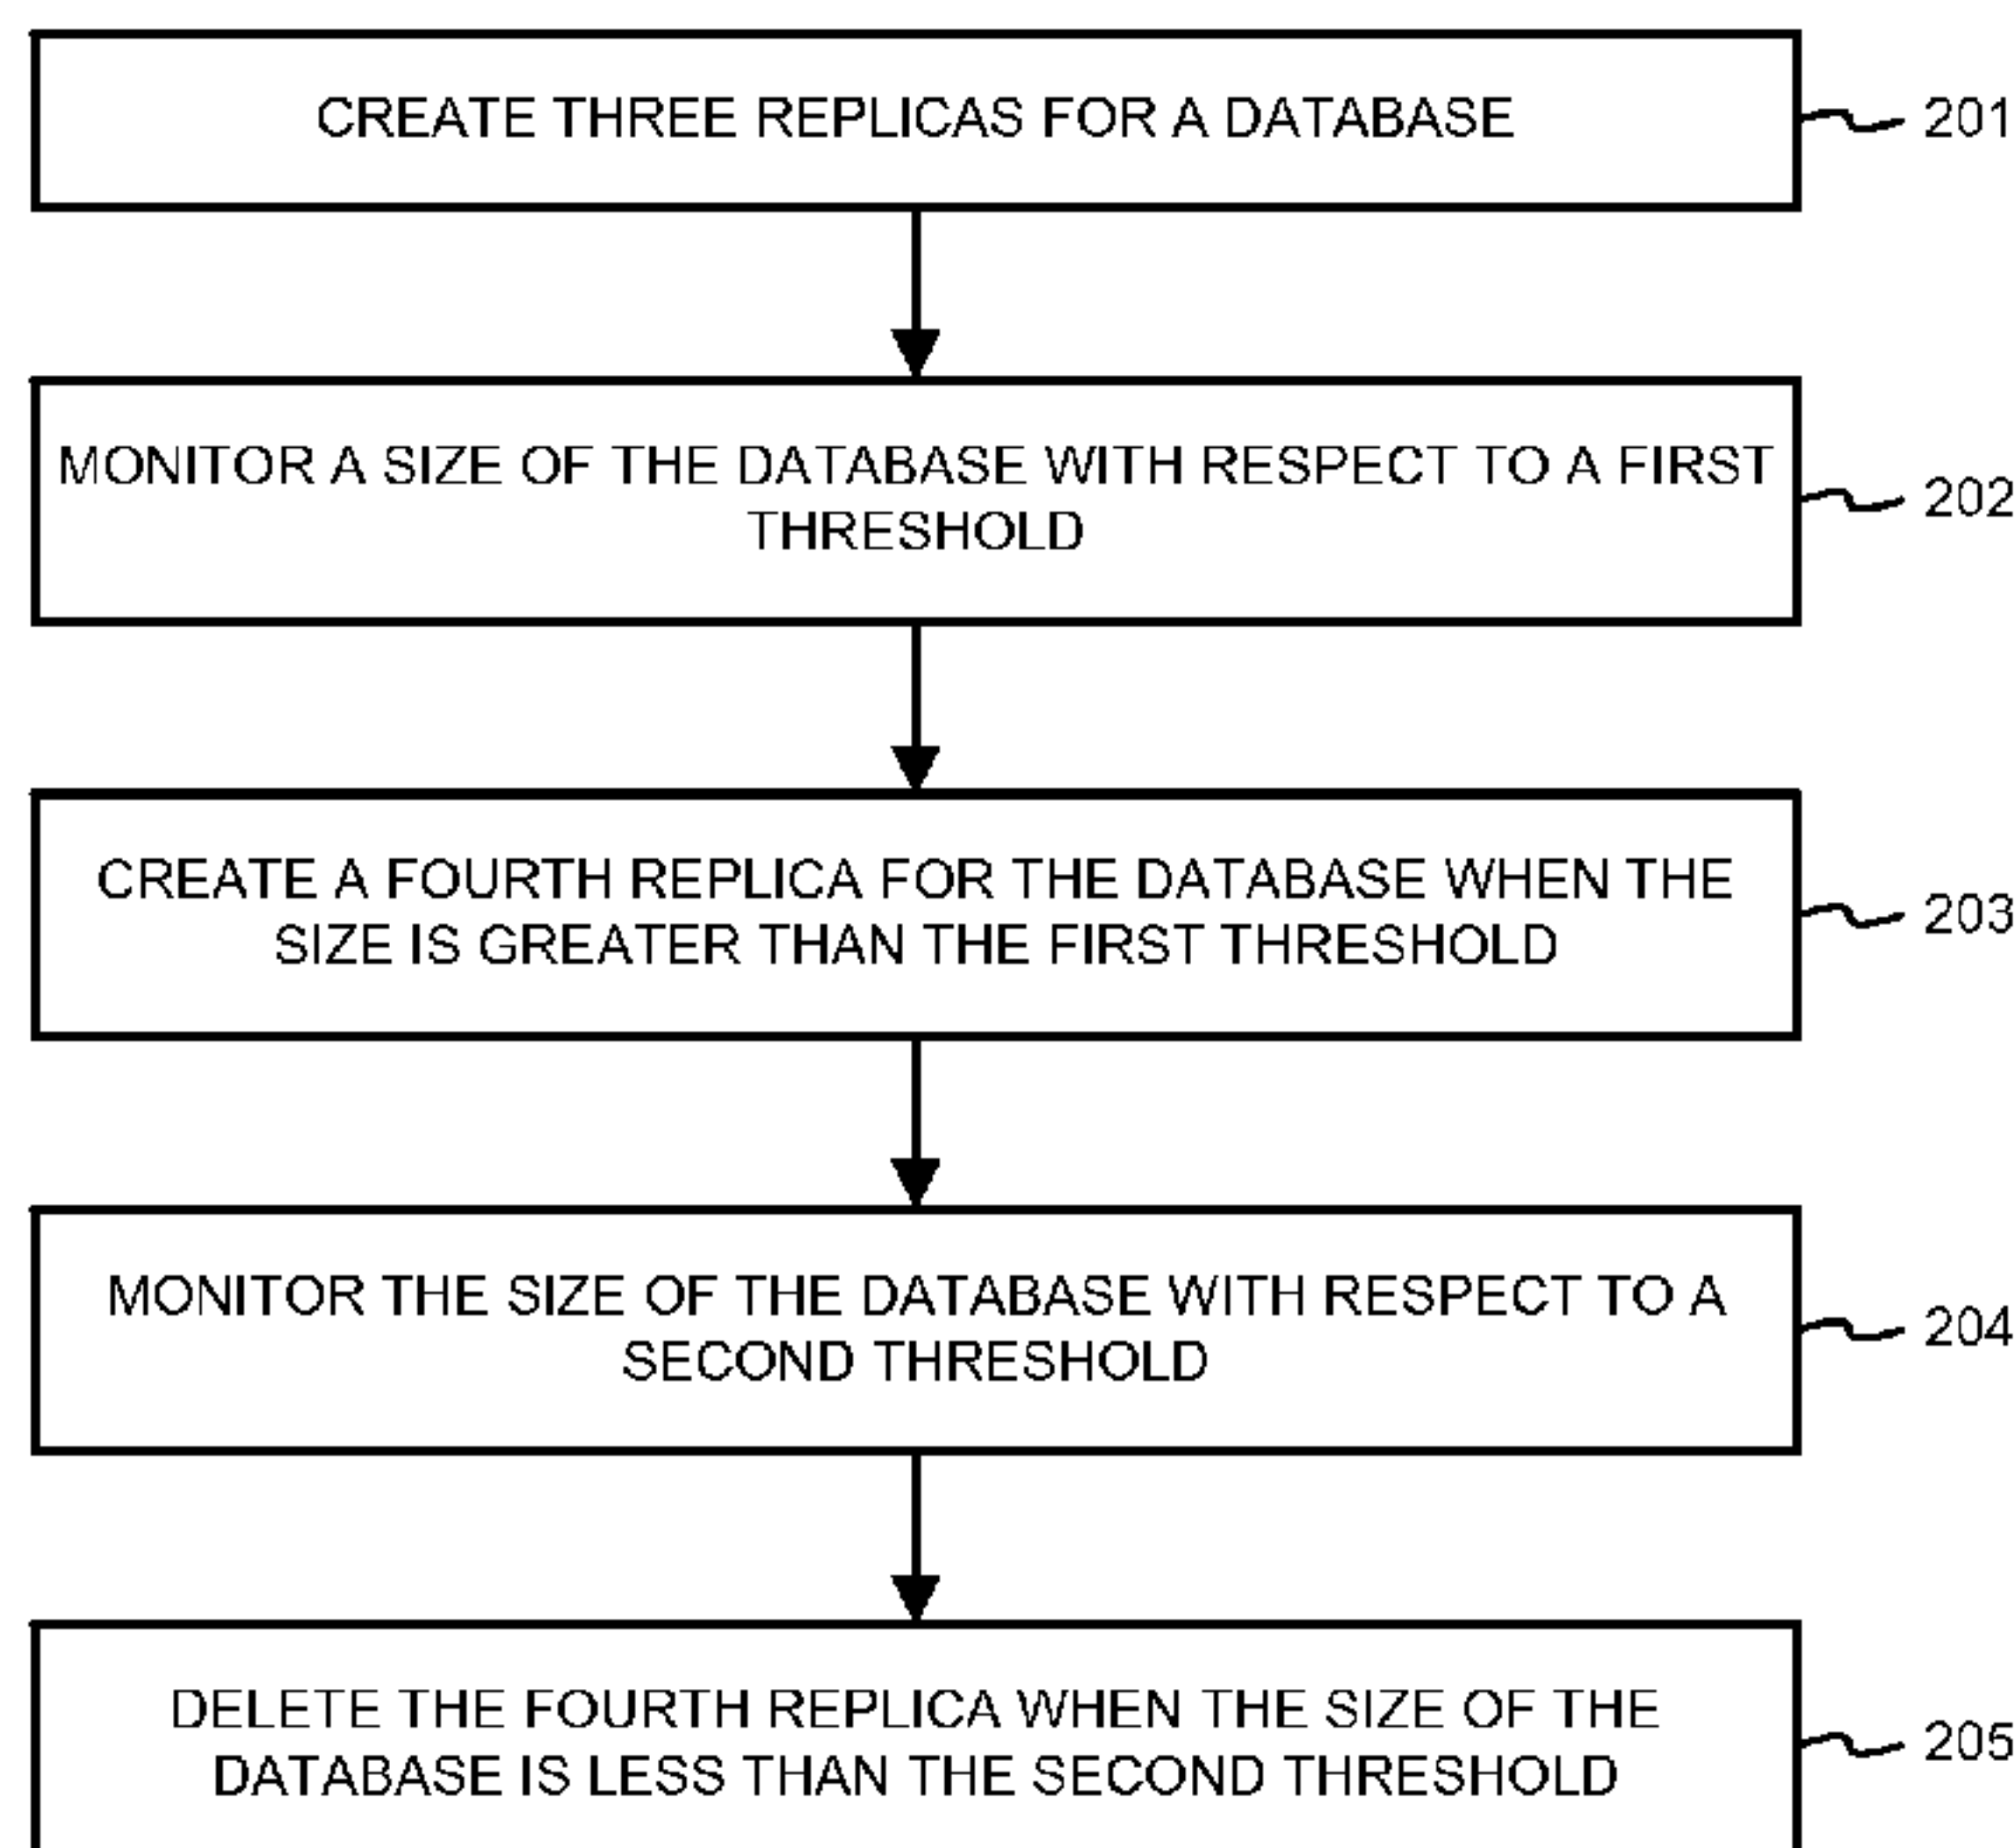 CREATE THREE REPLICAS FOR A DATABASE
201
MONITOR A SIZE OF THE DATABASE WITH RESPECT TO A FIRST
THRESHOLD
202
CREATE A FOURTH REPLICA FOR THE DATABASE WHEN THE
SIZE IS GREATER THAN THE FIRST THRESHOLD
203
MONITOR THE SIZE OF THE DATABASE WITH RESPECT TO A
SECOND THRESHOLD
204
DELETE THE FOURTH REPLICA WHEN THE SIZE OF THE
DATABASE IS LESS THAN THE SECOND THRESHOLD
205